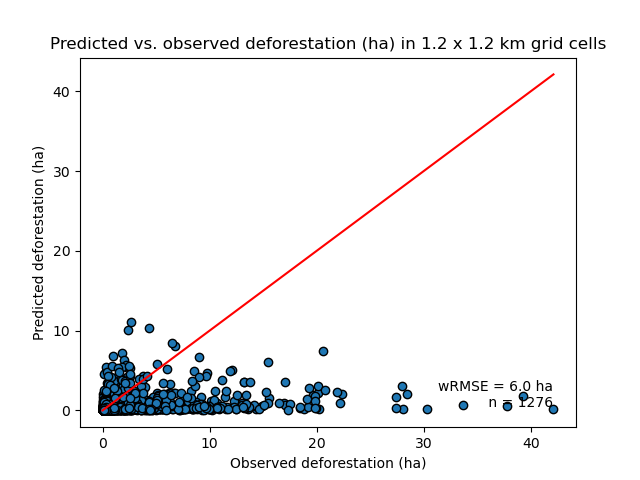 Predicted vs. observed deforestation (ha) in 1.2 x 1.2 km grid cells
40
30
20
10
0
Predicted deforestation (ha)
wRMSE = 6.0 ha
n = 1276
0 10 20 30 40
Observed deforestation (ha)